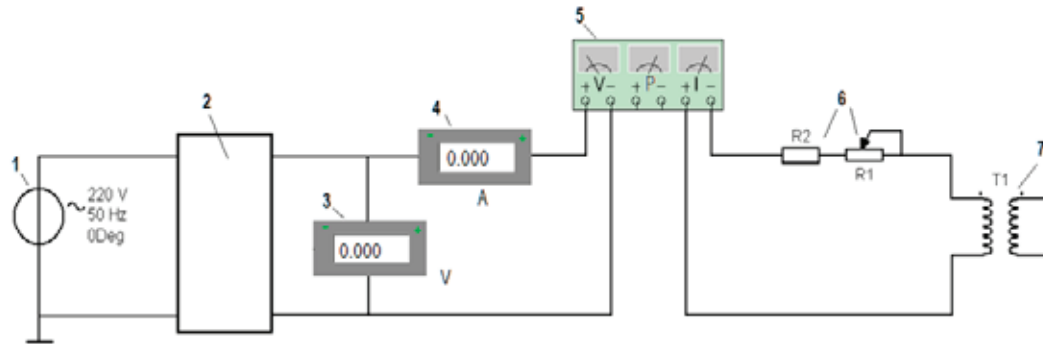 5
2
4
6
V
P
I
+ - + - + -
R2
R1
- +
0.000
A
1
220 V
50 Hz
0Deg
3
- +
0.000
V
T1
7